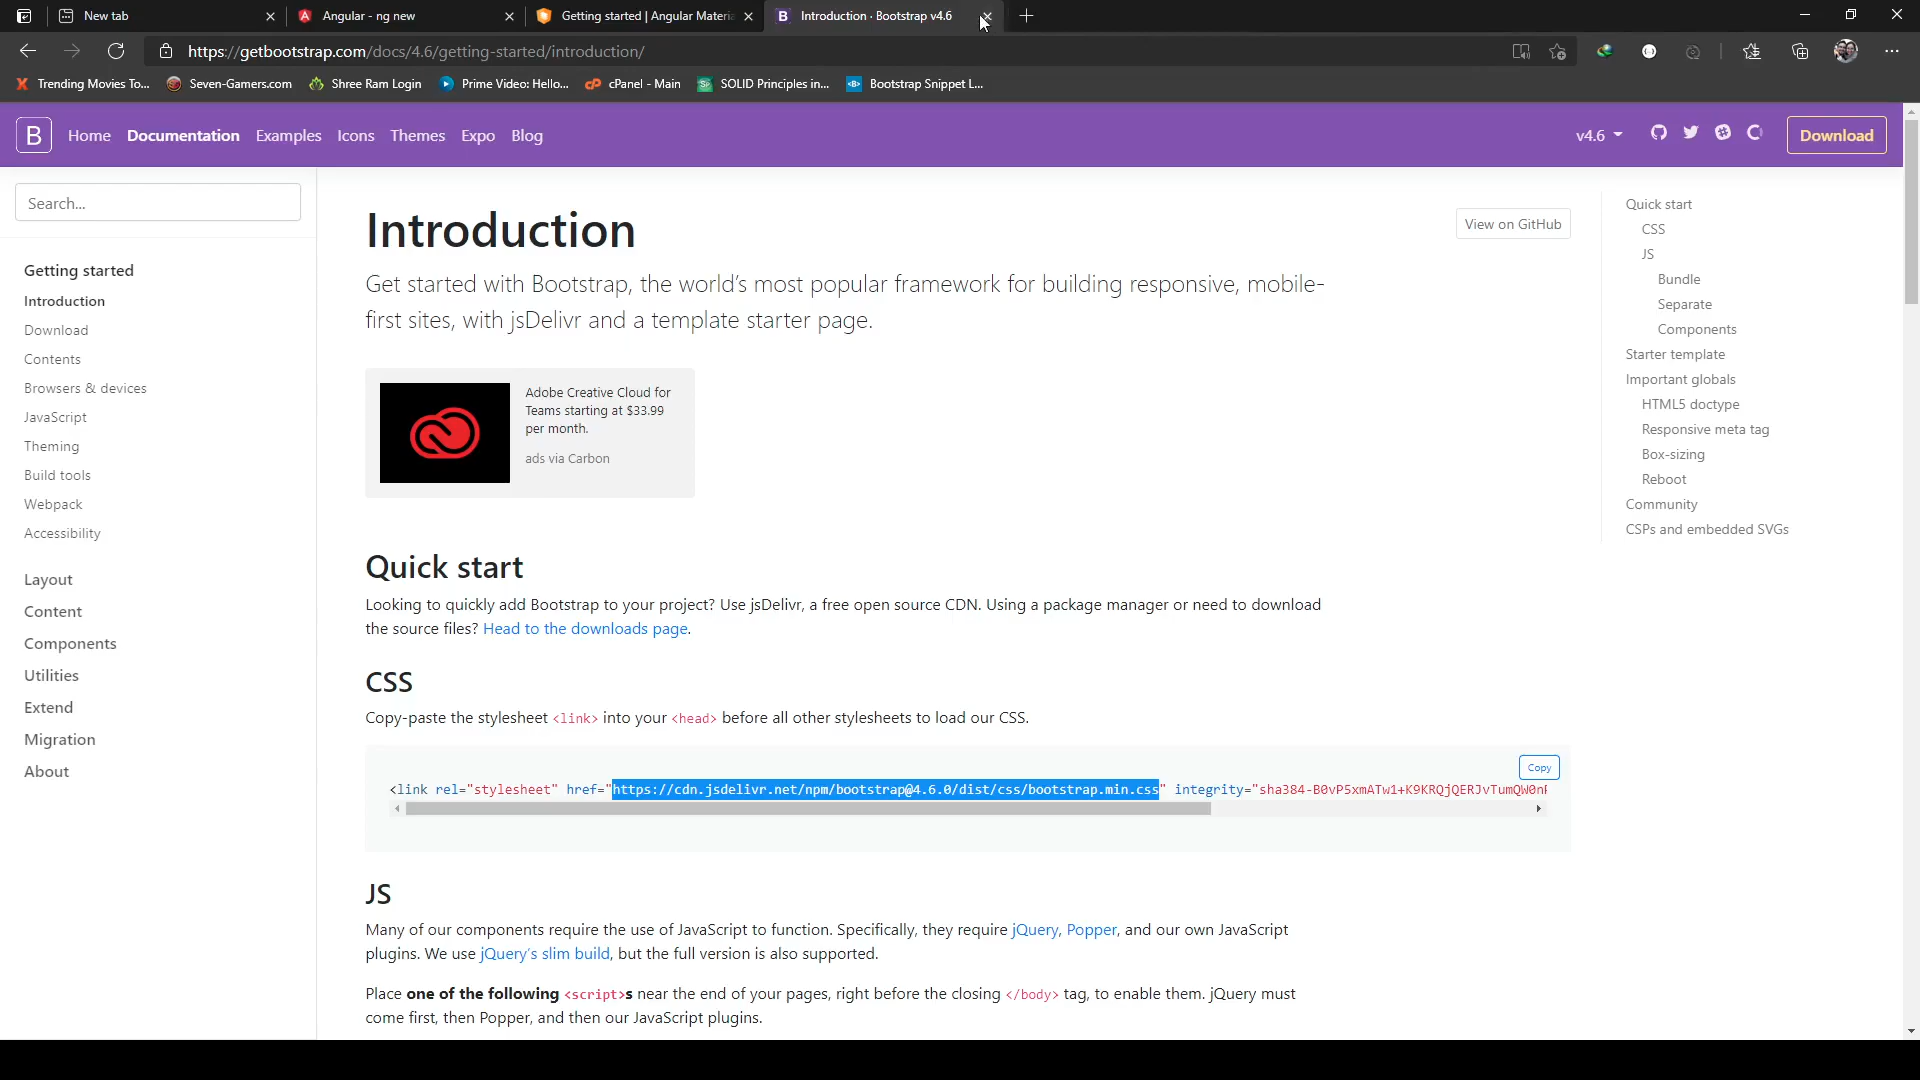 New tab
Angular - ng new
Getting started | Angular Materi
B Introduction · Bootstrap v4.6
https://getbootstrap.com/docs/4.6/getting-started/introduction/
Trending Movies To...
Seven-Gamers.com
Shree Ram Login
Prime Video: Hello...
cPanel - Main
SOLID Principles in...
Bootstrap Snippet L...
B Home Documentation Examples Icons Themes Expo Blog
v4.6
Download
Search...
Getting started
Introduction
Download
Contents
Browsers & devices
JavaScript
Theming
Build tools
Webpack
Accessibility
Layout
Content
Components
Utilities
Extend
Migration
About
Introduction
View on GitHub
Get started with Bootstrap, the world’s most popular framework for building responsive, mobile-
first sites, with jsDelivr and a template starter page.
Adobe Creative Cloud for
Teams starting at $33.99
per month.
ads via Carbon
Quick start
Looking to quickly add Bootstrap to your project? Use jsDelivr, a free open source CDN. Using a package manager or need to download
the source files? Head to the downloads page.
CSS
Copy-paste the stylesheet <link> into your <head> before all other stylesheets to load our CSS.
Copy
<link rel="stylesheet" href="https://cdn.jsdelivr.net/npm/bootstrap@4.6.0/dist/css/bootstrap.min.css" integrity="sha384-B0vP5xmATw1+K9KRQjQERJvTumQW0nE
JS
Many of our components require the use of JavaScript to function. Specifically, they require jQuery, Popper, and our own JavaScript
plugins. We use jQuery’s slim build, but the full version is also supported.
Place one of the following <script>s near the end of your pages, right before the closing </body> tag, to enable them. jQuery must
come first, then Popper, and then our JavaScript plugins.
Quick start
CSS
JS
Bundle
Separate
Components
Starter template
Important globals
HTML5 doctype
Responsive meta tag
Box-sizing
Reboot
Community
CSPs and embedded SVGs